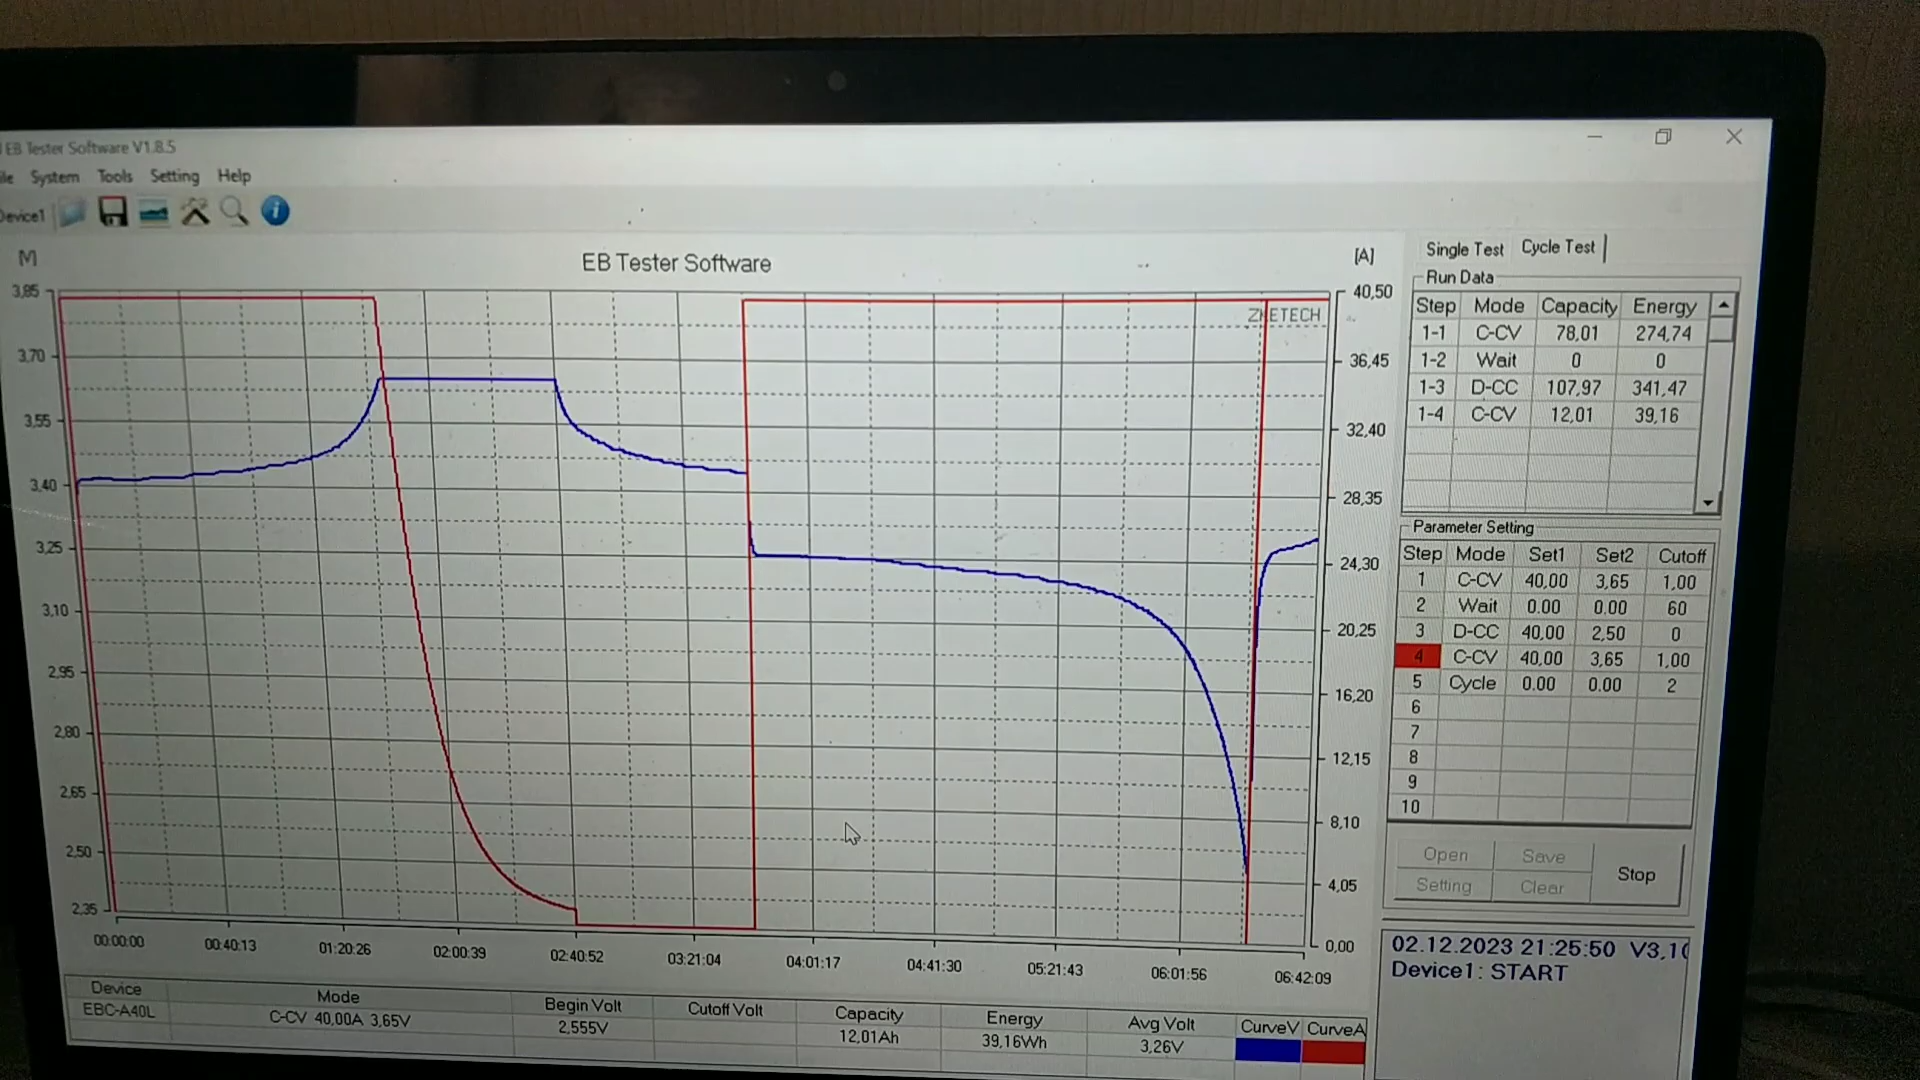 EB Tester Software V1.8.5
System Tools Setting Help
Device1
EB Tester Software
[A]
ZKETECH
3,85
3,70
3,55
3,40
3,25
3,10
2,95
2,80
2,65
2,50
2,35
40,50
36,45
32,40
28,35
24,30
20,25
16,20
12,15
8,10
4,05
0,00
00:00:00 00:40:13 01:20:26 02:00:39 02:40:52 03:21:04 04:01:17 04:41:30 05:21:43 06:01:56 06:42:09
Device Mode Begin Volt Cutoff Volt Capacity Energy Avg Volt CurveV CurveA
EBC-A40L C-CV 40,00A 3,65V 2,555V 12,01Ah 39,16Wh 3,26V
Single Test Cycle Test
Run Data
Step Mode Capacity Energy
1-1 C-CV 78,01 274,74
1-2 Wait 0 0
1-3 D-CC 107,97 341,47
1-4 C-CV 12,01 39,16
Parameter Setting
Step Mode Set1 Set2 Cutoff
1 C-CV 40,00 3,65 1,00
2 Wait 0.00 0.00 60
3 D-CC 40,00 2,50 0
4 C-CV 40,00 3,65 1,00
5 Cycle 0.00 0.00 2
6
7
8
9
10
Open Save Stop
Setting Clear
02.12.2023 21:25:50 V3,1
Device1: START